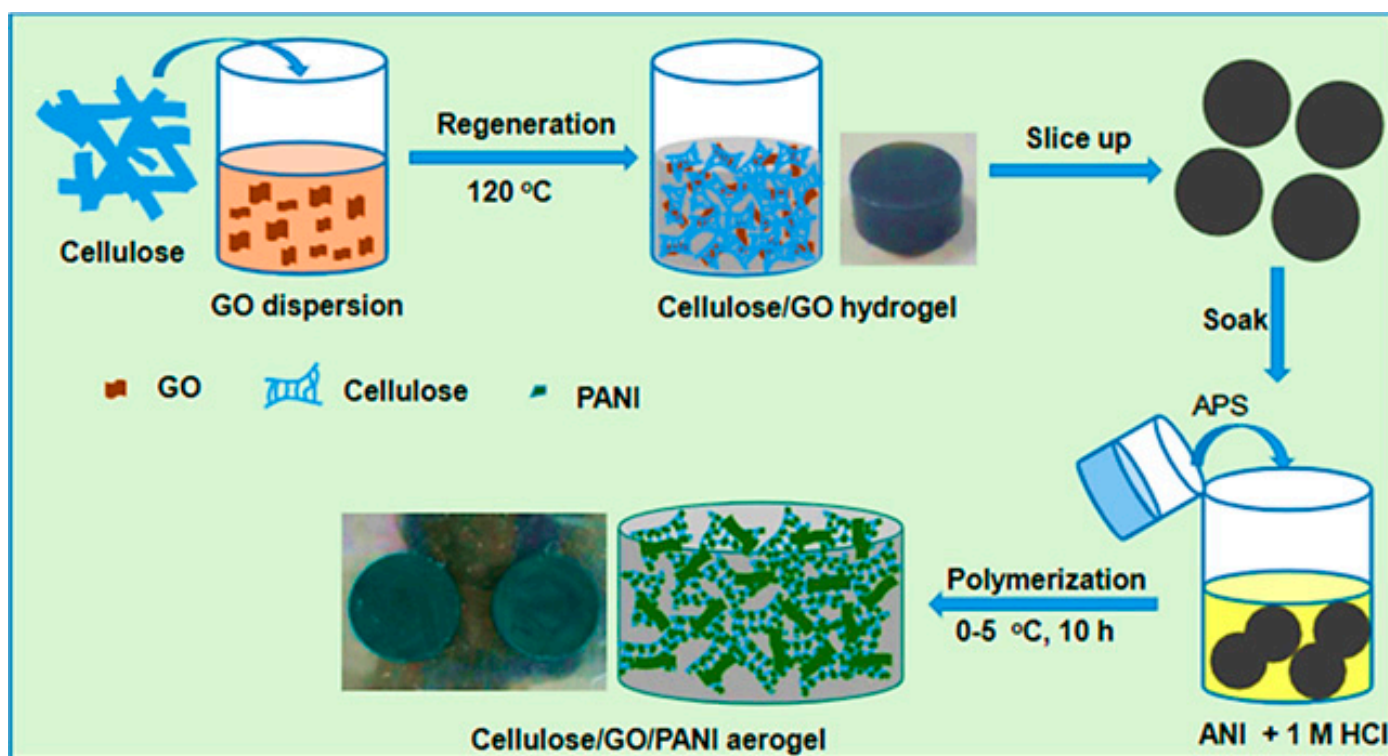 Cellulose
GO dispersion
Regeneration
120 °C
Cellulose/GO hydrogel
Slice up
Soak
GO
Cellulose
PANI
APS
ANI + 1 M HCl
Polymerization
0-5 °C, 10 h
Cellulose/GO/PANI aerogel